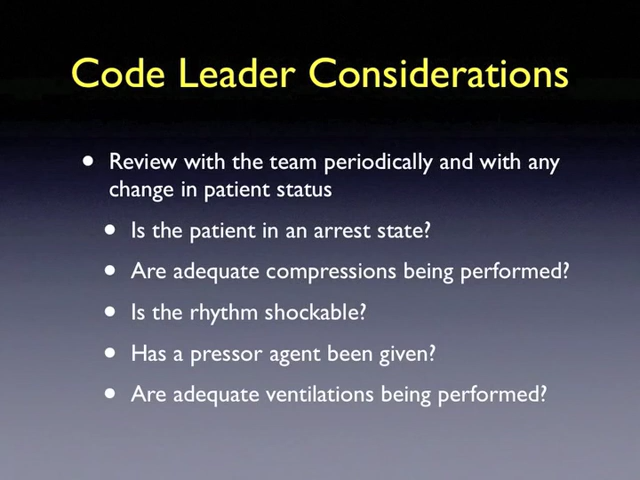 Code Leader Considerations
• Review with the team periodically and with any
change in patient status
• Is the patient in an arrest state?
• Are adequate compressions being performed?
• Is the rhythm shockable?
• Has a pressor agent been given?
• Are adequate ventilations being performed?